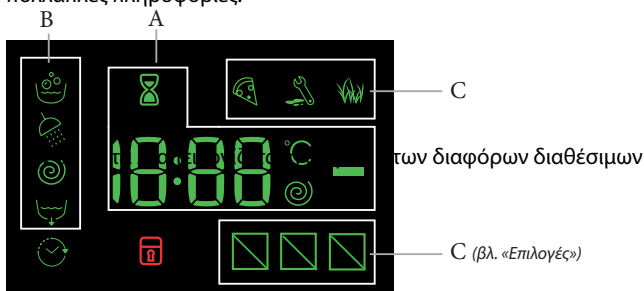 πολλαπλές πληροφορίες.
B A
C
18:88 °C
των διαφόρων διαθέσιμων
C (βλ. «Επιλογές»)